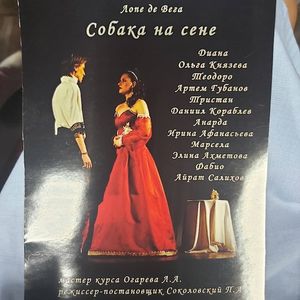 Лопе де Вега
Собака на сене
Диана
Ольга Князева
Теодоро
Артем Губанов
Тристан
Даниил Кораблев
Анарда
Ирина Афанасьева
Марсела
Элина Ахметова
Фабио
Айрат Салихов
мастер курса Огарева Л.А.
режиссер-постановщик Соколовский П.А